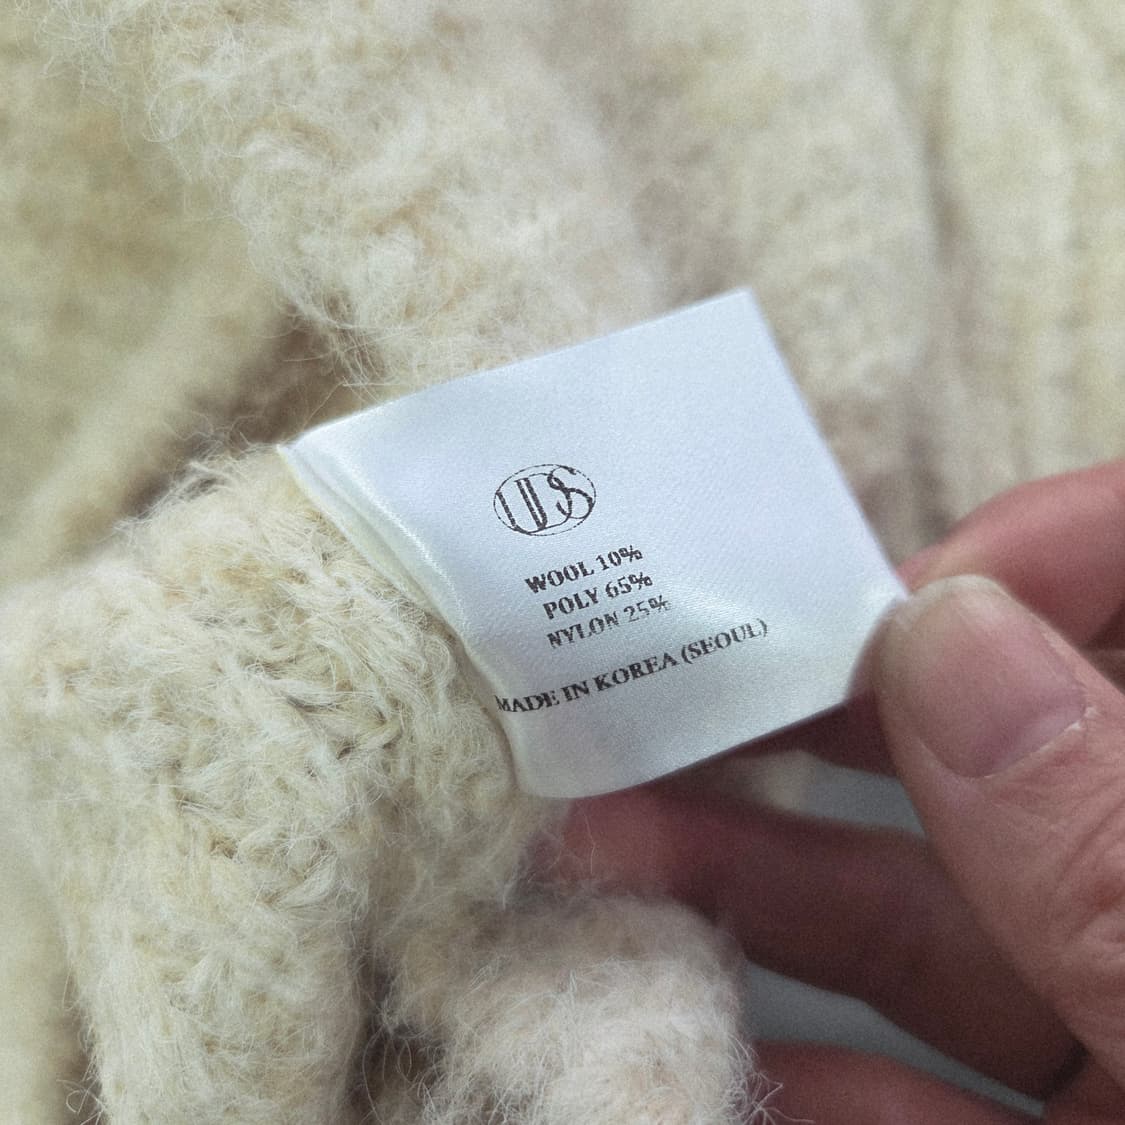 UDS
WOOL 10%
POLY 65%
NYLON 25%
MADE IN KOREA (SEOUL)